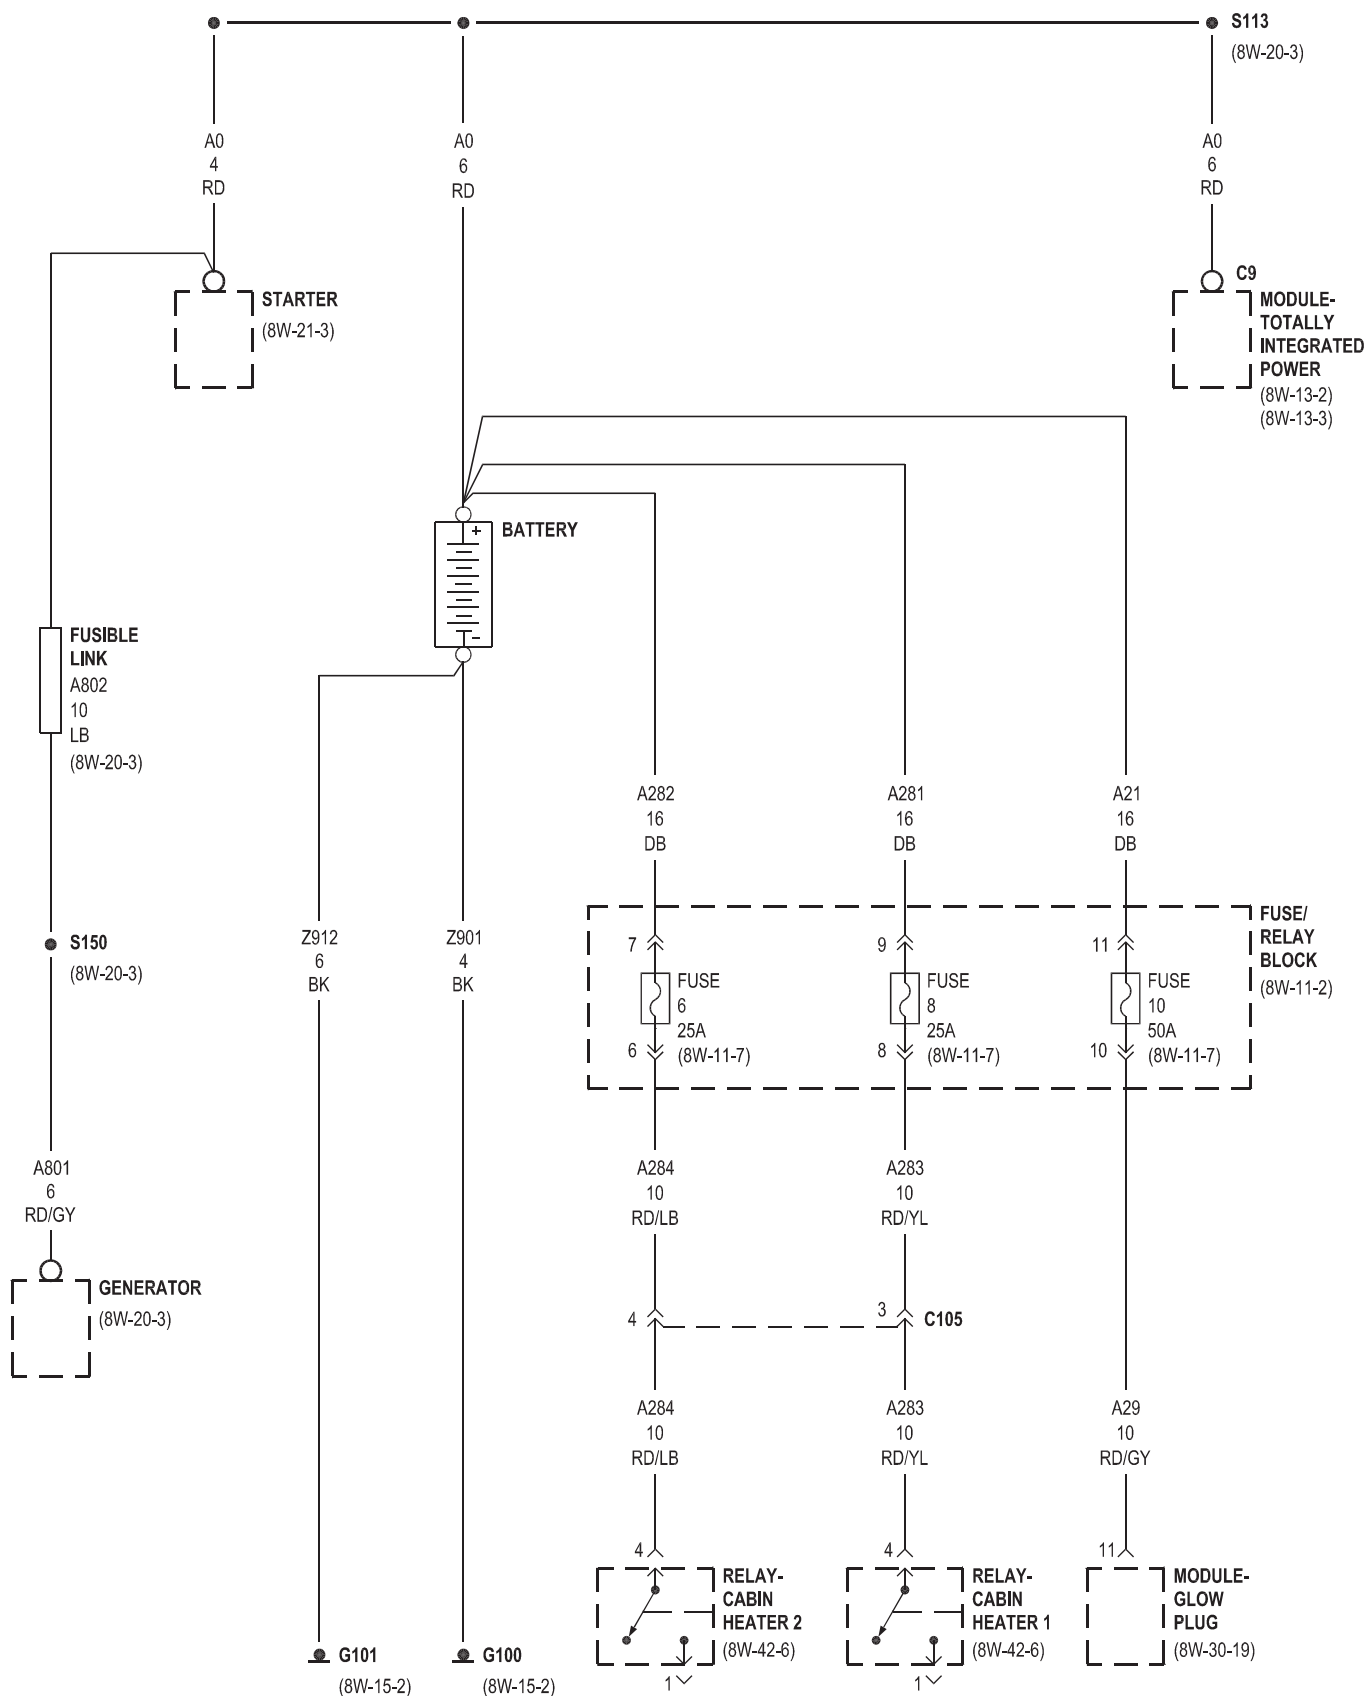 S113
(8W-20-3)
A0
4
RD
A0
6
RD
A0
6
RD
STARTER
(8W-21-3)
C9
MODULE-
TOTALLY
INTEGRATED
POWER
(8W-13-2)
(8W-13-3)
+
BATTERY
-
FUSIBLE
LINK
A802
10
LB
(8W-20-3)
A282
16
DB
A281
16
DB
A21
16
DB
S150
(8W-20-3)
Z912
6
BK
Z901
4
BK
FUSE/
RELAY
BLOCK
(8W-11-2)
7
FUSE
6
25A
(8W-11-7)
6
9
FUSE
8
25A
(8W-11-7)
8
11
FUSE
10
50A
(8W-11-7)
10
A801
6
RD/GY
A284
10
RD/LB
A283
10
RD/YL
GENERATOR
(8W-20-3)
4
3
C105
A284
10
RD/LB
A283
10
RD/YL
A29
10
RD/GY
4
RELAY-
CABIN
HEATER 2
(8W-42-6)
1
4
RELAY-
CABIN
HEATER 1
(8W-42-6)
1
11
MODULE-
GLOW
PLUG
(8W-30-19)
G101
(8W-15-2)
G100
(8W-15-2)